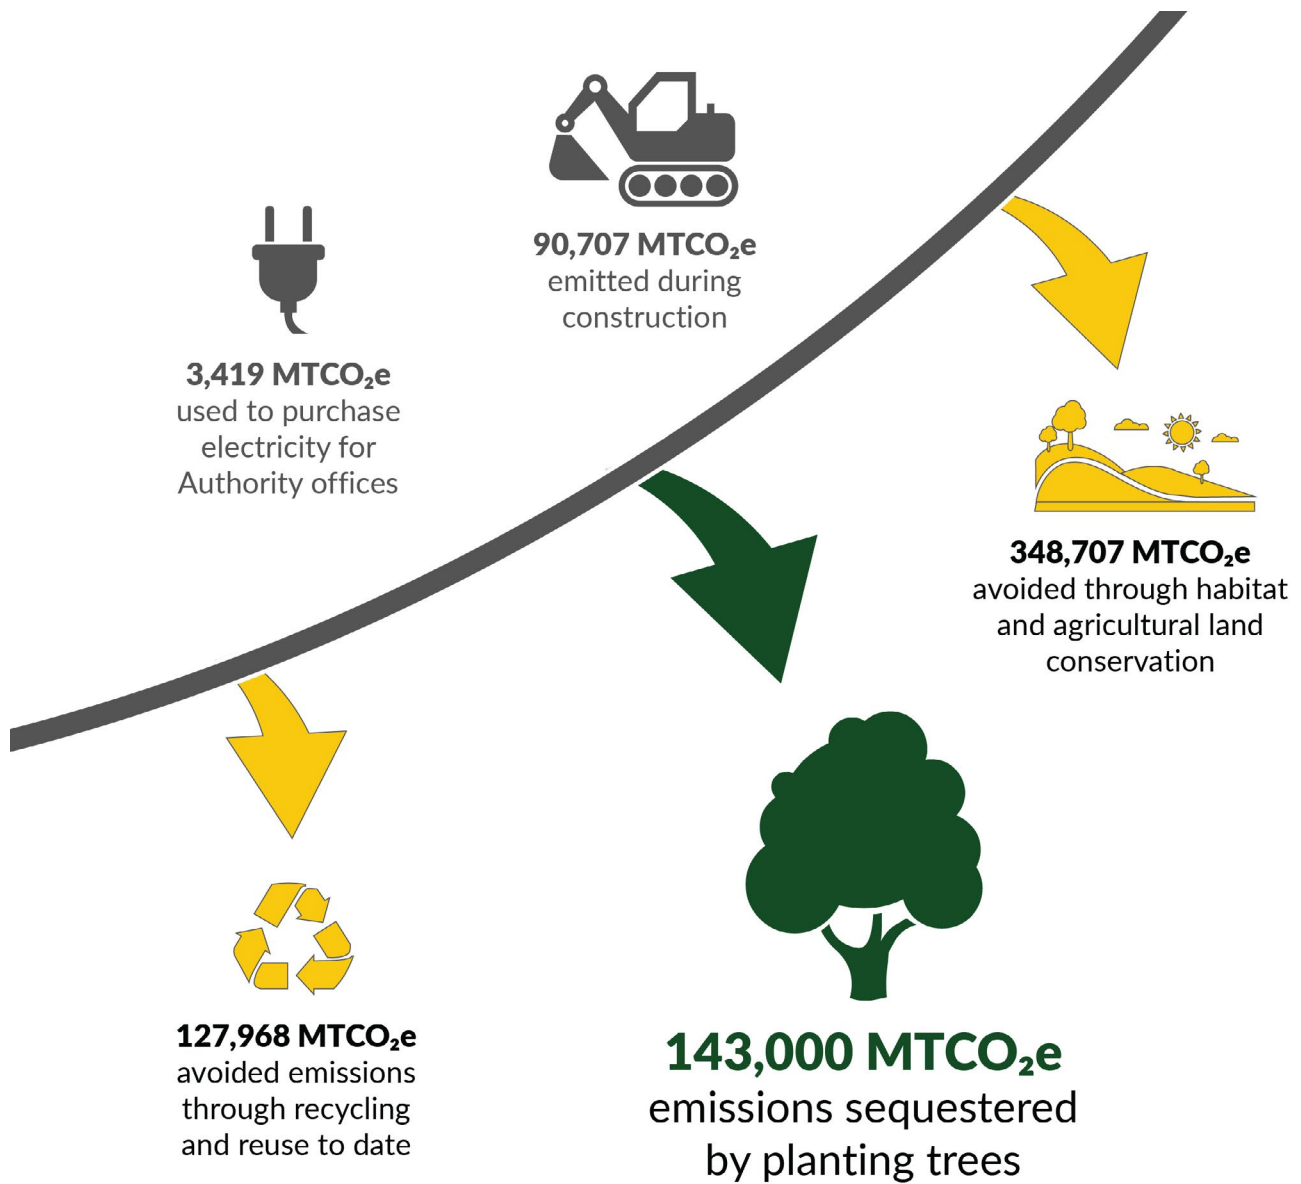 90,707 MTCO₂e
emitted during
construction
3,419 MTCO₂e
used to purchase
electricity for
Authority offices
348,707 MTCO₂e
avoided through habitat
and agricultural land
conservation
127,968 MTCO₂e
avoided emissions
through recycling
and reuse to date
143,000 MTCO₂e
emissions sequestered
by planting trees